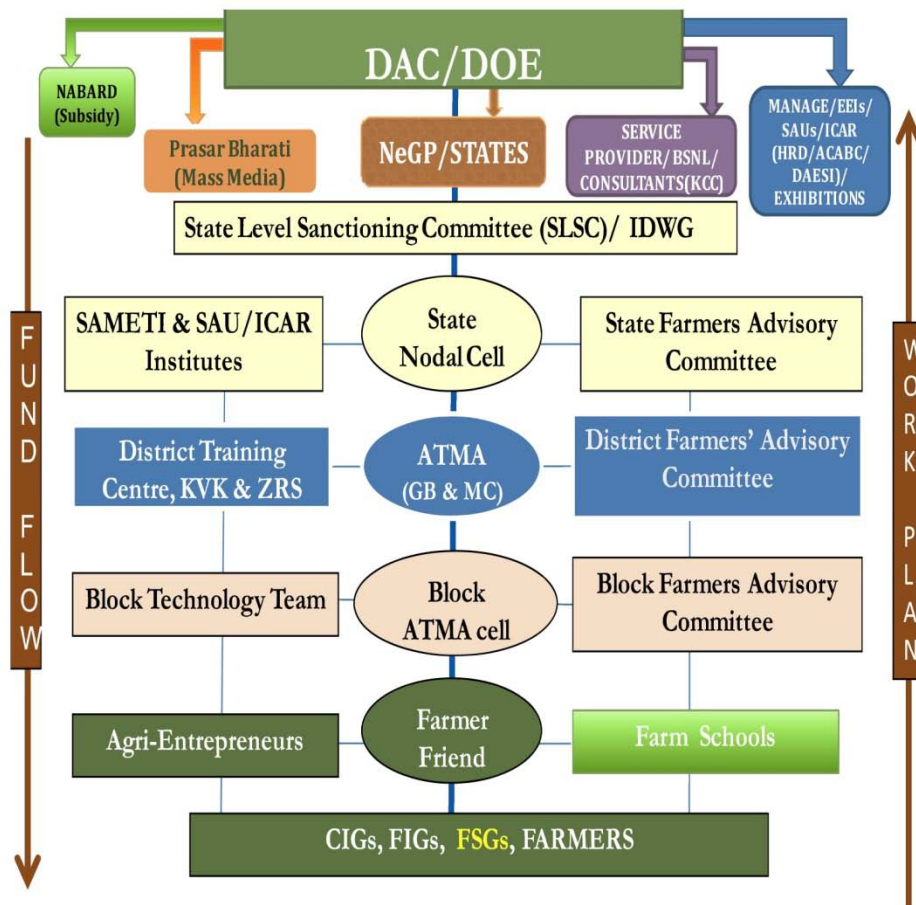 DAC/DOE
NABARD
(Subsidy)
Prasar Bharati
(Mass Media)
NeGP/STATES
SERVICE
PROVIDER/BSNL/
CONSULTANTS(KCC)
MANAGE/EEIs/
SAUs/ICAR
(HRD/ACABC/
DAESI)/
EXHIBITIONS
State Level Sanctioning Committee (SLSC)/ IDWG
SAMETI & SAU/ICAR
Institutes
State
Nodal Cell
State Farmers Advisory
Committee
District Training
Centre, KVK & ZRS
ATMA
(GB & MC)
District Farmers' Advisory
Committee
Block Technology Team
Block
ATMA cell
Block Farmers Advisory
Committee
Agri-Entrepreneurs
Farmer
Friend
Farm Schools
CIGs, FIGs, FSGs, FARMERS
FUND FLOW
WORK PLAN